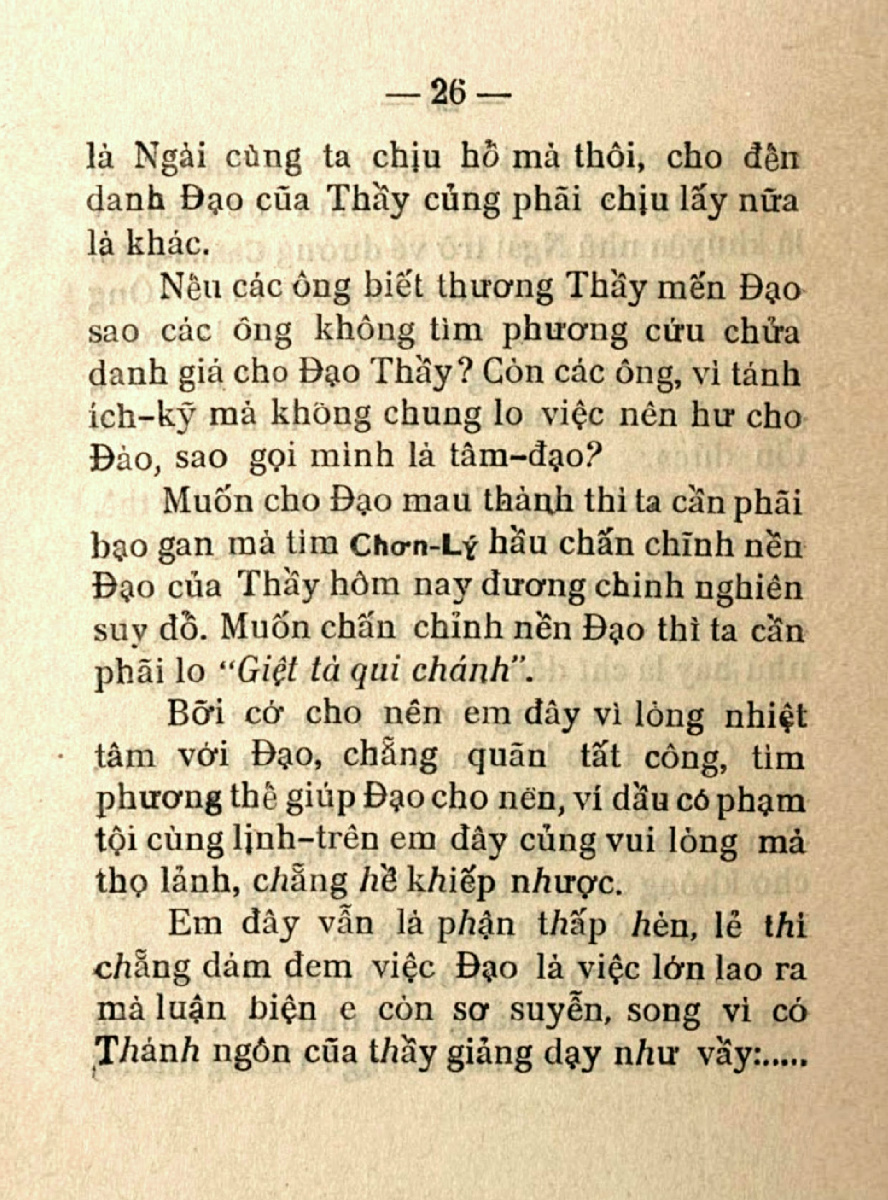 — 26 —
là Ngài cùng ta chịu hổ mà thôi, cho đến
danh Đạo cũa Thầy củng phãi chịu lấy nữa
là khác.
Nếu các ông biết thương Thầy mến Đạo
sao các ông không tìm phương cứu chửa
danh giá cho Đạo Thầy? Còn các ông, vì tánh
ích-kỹ mà không chung lo việc nên hư cho
Đảo, sao gọi mình là tâm-đạo?
Muốn cho Đạo mau thành thì ta cần phãi
bạo gan mà tìm Chơn-Lý hầu chấn chĩnh nền
Đạo của Thầy hôm nay đương chinh nghiên
suy đồ. Muốn chấn chỉnh nền Đạo thì ta cần
phãi lo “Giệt tà qui chánh”.
Bỡi cớ cho nên em đây vì lòng nhiệt
tâm với Đạo, chẵng quãn tất công, tìm
phương thế giúp Đạo cho nên, ví dầu có phạm
tội cùng lịnh-trên em đây củng vui lòng mà
thọ lảnh, chẵng hề khiếp nhược.
Em đây vẫn là phận thấp hèn, lẻ thì
chẵng dám đem việc Đạo là việc lớn lao ra
mà luận biện e còn sơ suyễn, song vì có
Thánh ngôn cũa thầy giảng dạy như vầy:.....